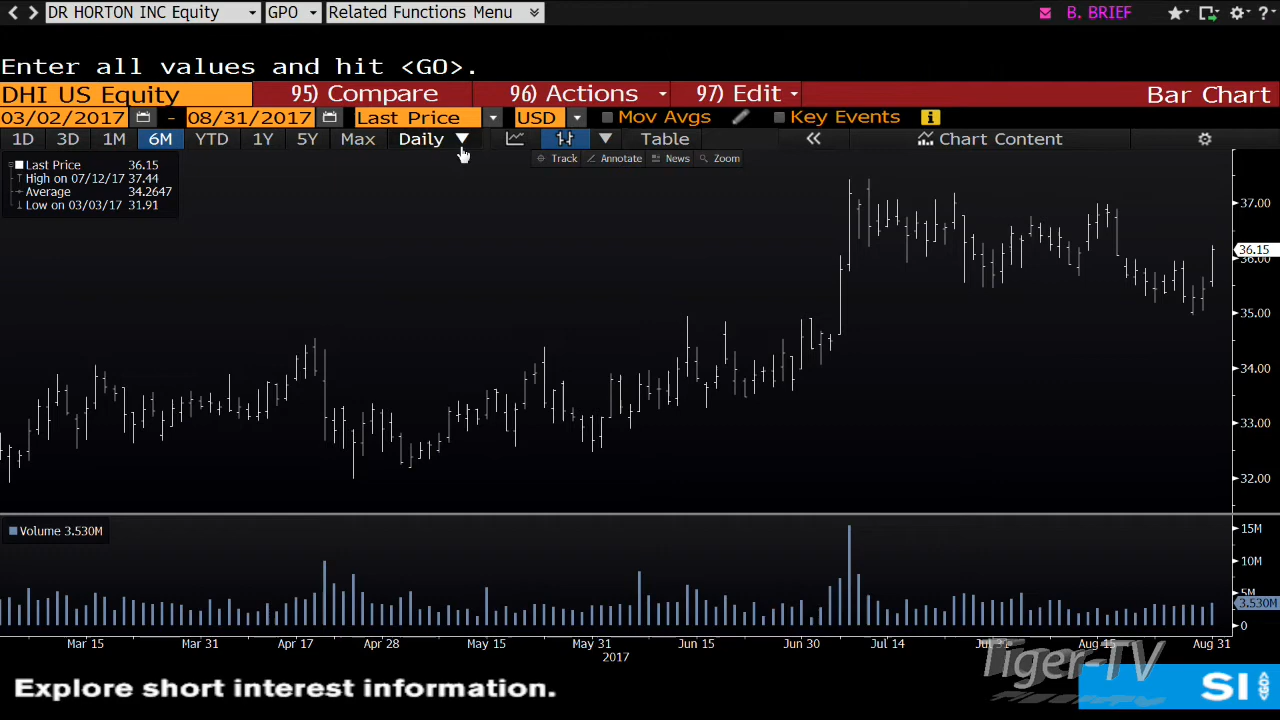 DR HORTON INC Equity GPO Related Functions Menu B. BRIEF ?
Enter all values and hit <GO>.
DHI US Equity 95) Compare 96) Actions 97) Edit Bar Chart
03/02/2017 - 08/31/2017 Last Price USD Mov Avgs Key Events i
1D 3D 1M 6M YTD 1Y 5Y Max Daily Table « Chart Content
Track Annotate News Zoom
Last Price 36.15
High on 07/12/17 37.44
Average 34.2647
Low on 03/03/17 31.91
37.00
36.15
36.00
35.00
34.00
33.00
32.00
Volume 3.530M
15M
10M
5M
3.530M
0
Mar 15 Mar 31 Apr 17 Apr 28 May 15 May 31 Jun 15 Jun 30 Jul 14 Jul 31 Aug 15 Aug 31
2017
Tiger-TV
Explore short interest information.
SI GO